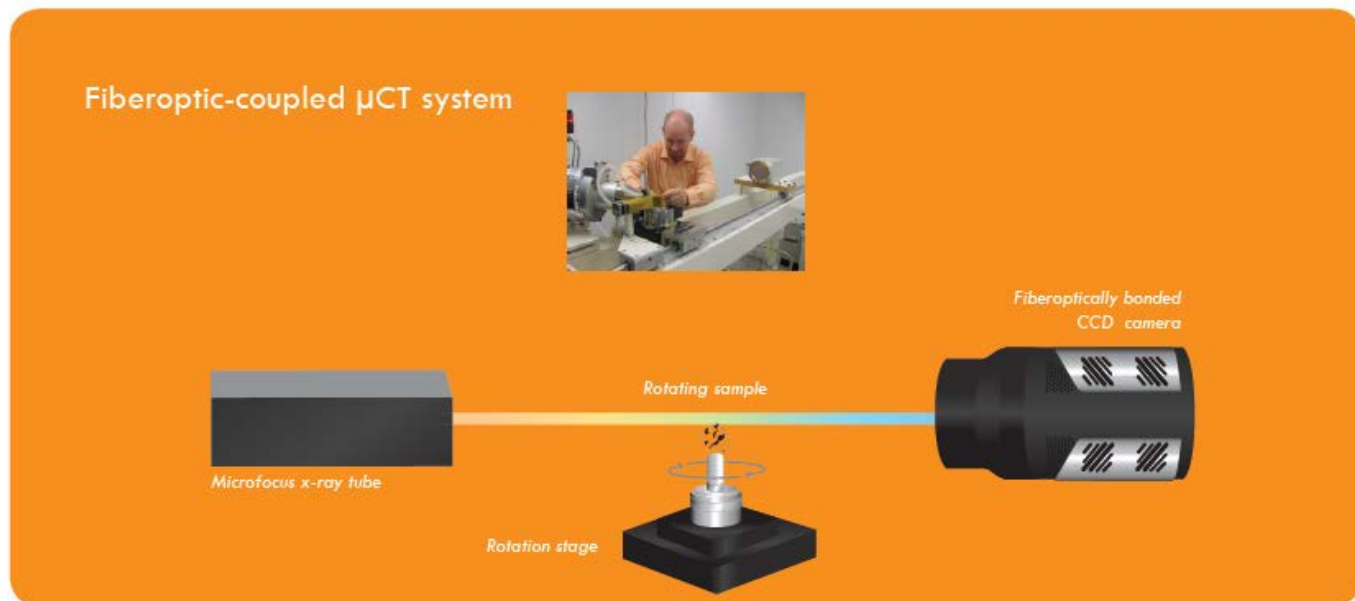 Fiberoptic-coupled µCT system
Fiberoptically bonded
CCD camera
Rotating sample
Microfocus x-ray tube
Rotation stage